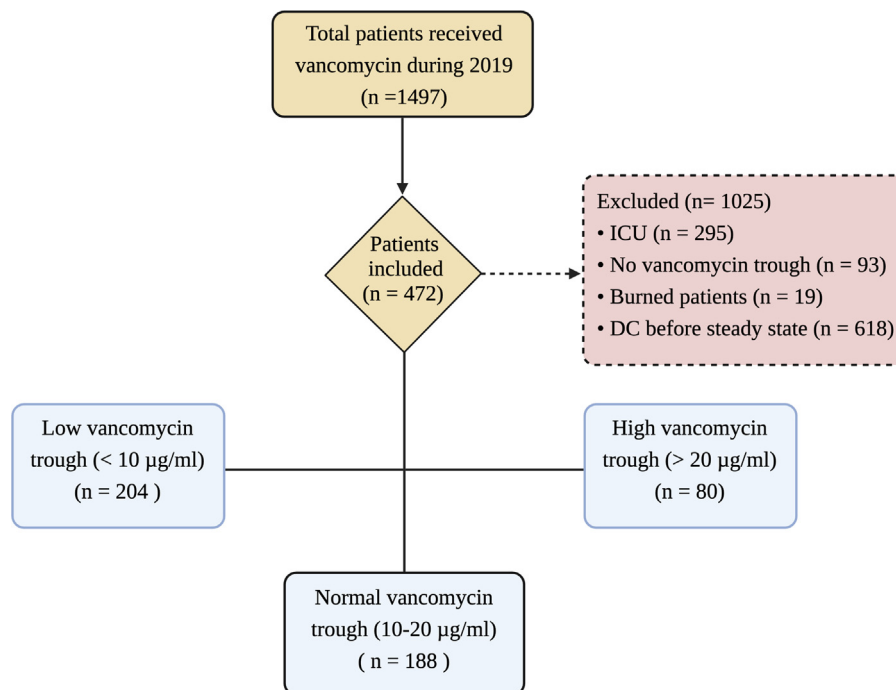 Total patients received
vancomycin during 2019
(n =1497)
Patients
included
(n = 472)
Excluded (n= 1025)
• ICU (n = 295)
• No vancomycin trough (n = 93)
• Burned patients (n = 19)
• DC before steady state (n = 618)
Low vancomycin
trough (< 10 µg/ml)
(n = 204 )
High vancomycin
trough (> 20 µg/ml)
(n = 80)
Normal vancomycin
trough (10-20 µg/ml)
( n = 188 )